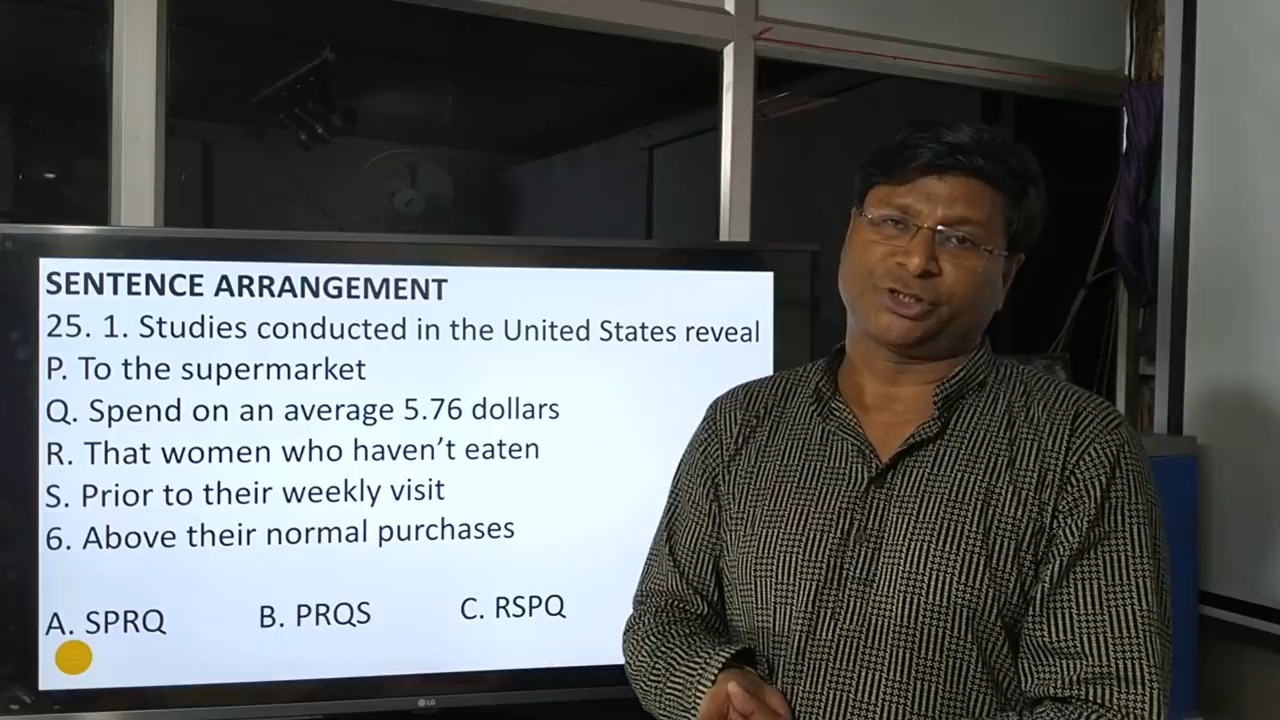 SENTENCE ARRANGEMENT
25. 1. Studies conducted in the United States reveal
P. To the supermarket
Q. Spend on an average 5.76 dollars
R. That women who haven't eaten
S. Prior to their weekly visit
6. Above their normal purchases
A. SPRQ B. PRQS C. RSPQ
LG